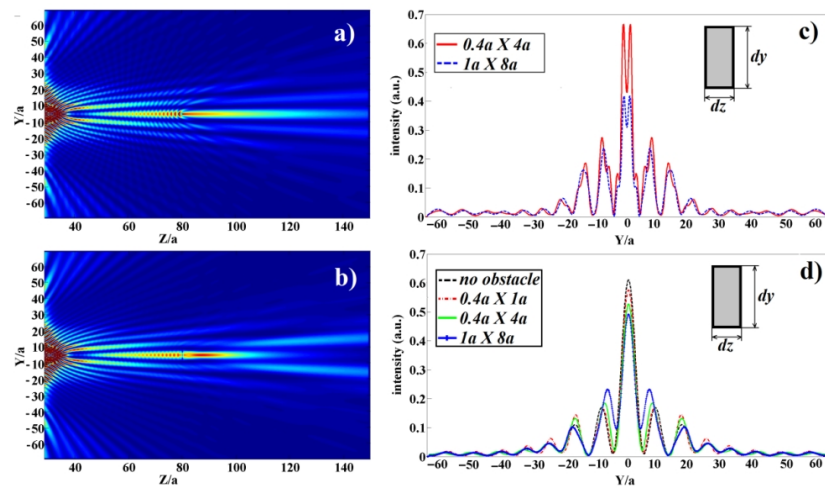 a)
Y/a
70
60
50
40
30
20
10
0
-10
-20
-30
-40
-50
-60
40 60 80 100 120 140
Z/a
b)
Y/a
70
60
50
40
30
20
10
0
-10
-20
-30
-40
-50
-60
40 60 80 100 120 140
Z/a
c)
0.4a X 4a
1a X 8a
dy
dz
intensity (a.u.)
0.7
0.6
0.5
0.4
0.3
0.2
0.1
0
−60 −50 −40 −30 −20 −10 0 10 20 30 40 50 60
Y/a
d)
no obstacle
0.4a X 1a
0.4a X 4a
1a X 8a
dy
dz
intensity (a.u.)
0.7
0.6
0.5
0.4
0.3
0.2
0.1
0
−60 −50 −40 −30 −20 −10 0 10 20 30 40 50 60
Y/a